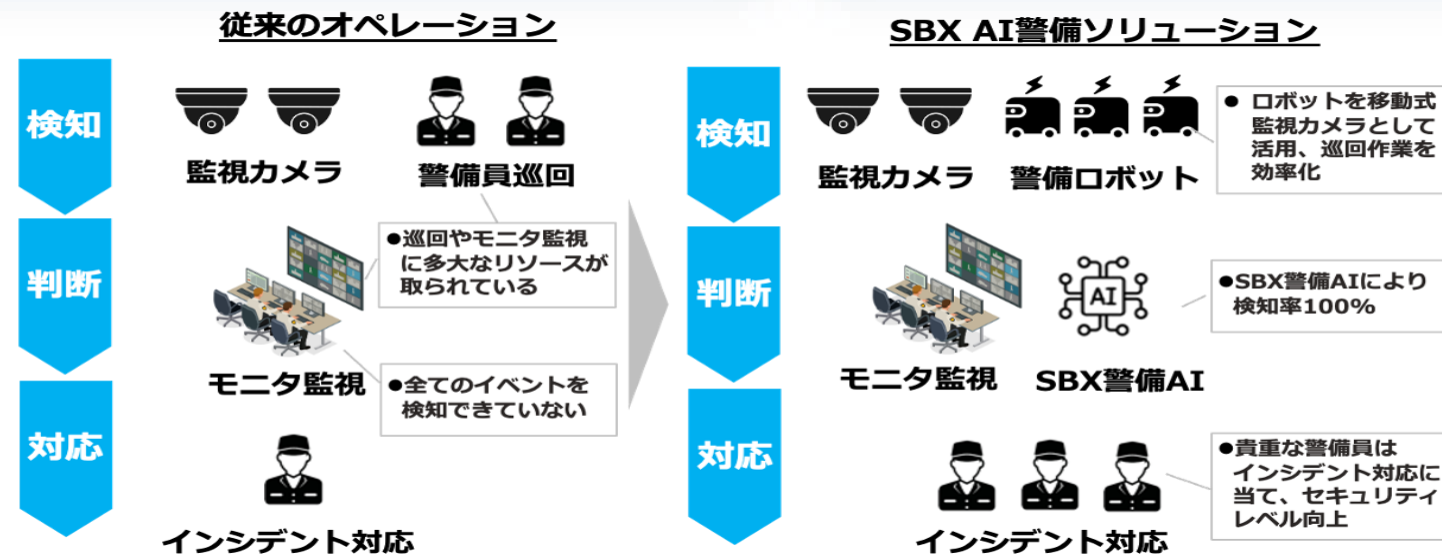 従来のオペレーション
検知
監視カメラ
警備員巡回
●巡回やモニタ監視
に多大なリソースが
取られている
判断
モニタ監視
●全てのイベントを
検知できていない
対応
インシデント対応
SBX AI警備ソリューション
検知
監視カメラ
警備ロボット
● ロボットを移動式
監視カメラとして
活用、巡回作業を
効率化
判断
モニタ監視
AI
SBX警備AI
●SBX警備AIにより
検知率100%
対応
インシデント対応
●貴重な警備員は
インシデント対応に
当て、セキュリティ
レベル向上